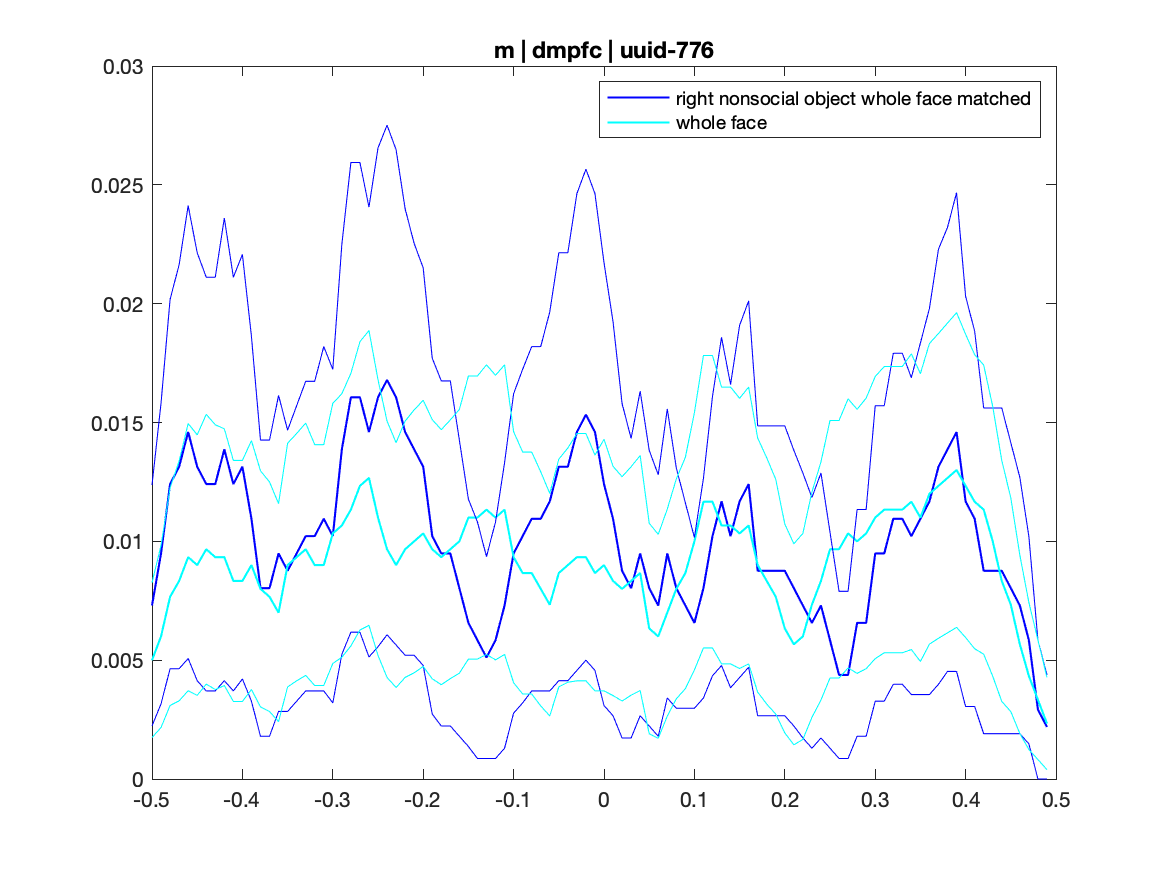 m | dmpfc | uuid-776
right nonsocial object whole face matched
whole face
0.03
0.025
0.02
0.015
0.01
0.005
0
-0.5 -0.4 -0.3 -0.2 -0.1 0 0.1 0.2 0.3 0.4 0.5